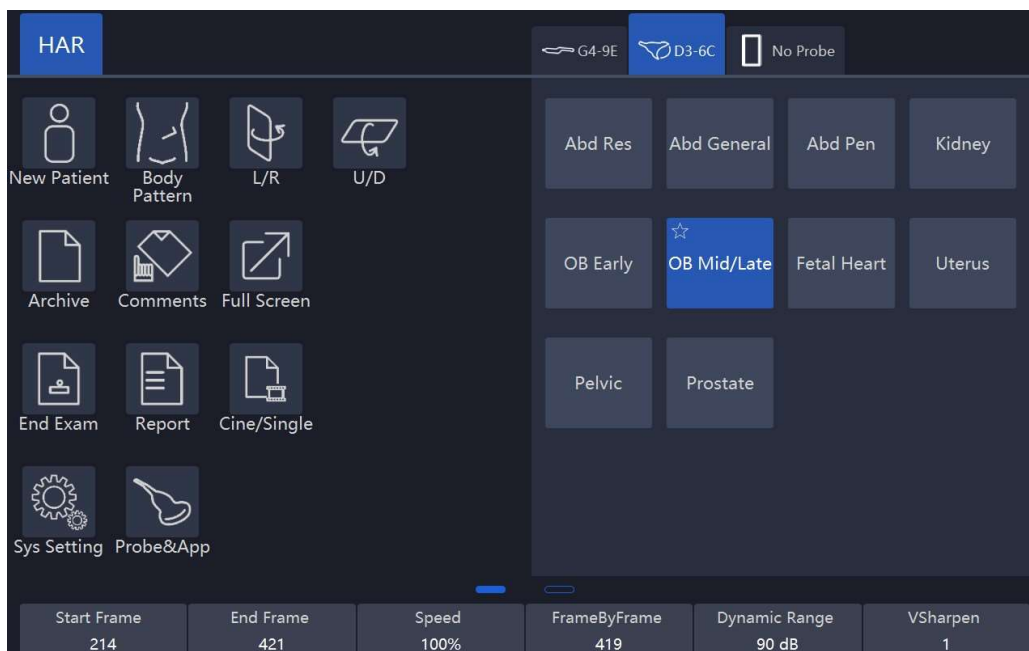 HAR
G4-9E
D3-6C
No Probe
New Patient
Body
Pattern
L/R
U/D
Abd Res
Abd General
Abd Pen
Kidney
Archive
Comments
Full Screen
OB Early
OB Mid/Late
Fetal Heart
Uterus
End Exam
Report
Cine/Single
Pelvic
Prostate
Sys Setting
Probe&App
Start Frame
End Frame
Speed
FrameByFrame
Dynamic Range
VSharpen
214
421
100%
419
90 dB
1